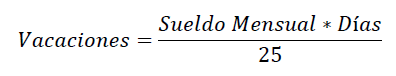 Vacaciones = Sueldo Mensual * Días
25